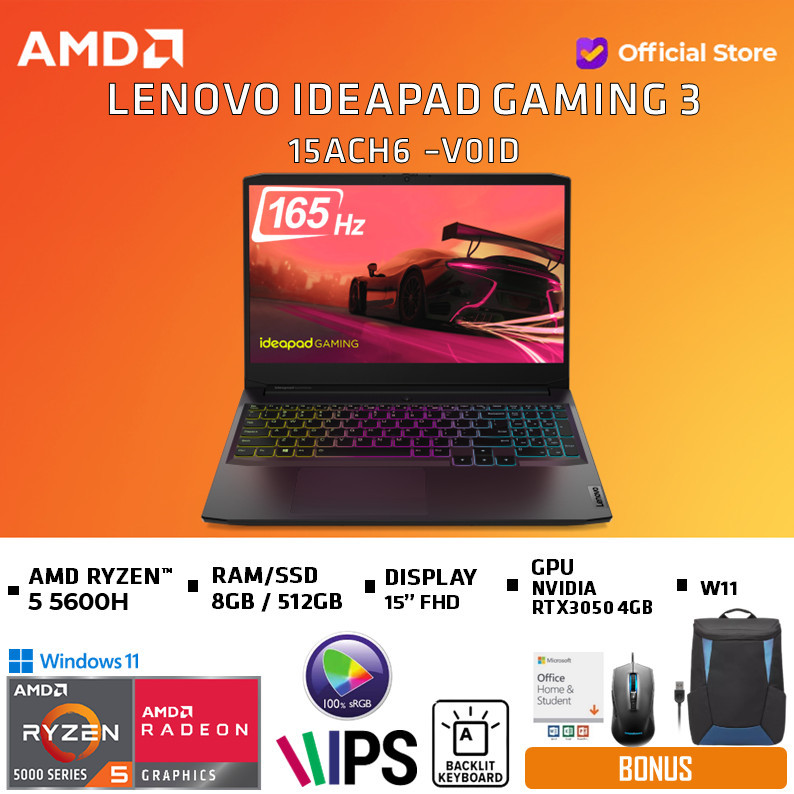 AMD
Official Store
LENOVO IDEAPAD GAMING 3
15ACH6 -V0ID
165 Hz
ideapad GAMING
Lenovo
AMD RYZEN™
5 5600H
RAM/SSD
8GB / 512GB
DISPLAY
15’’ FHD
GPU
NVIDIA
RTX3050 4GB
W11
Windows 11
AMD
RYZEN
5000 SERIES 5
AMD
RADEON
GRAPHICS
100% sRGB
IPS
A
BACKLIT
KEYBOARD
Microsoft
Office
Home &
Student
BONUS